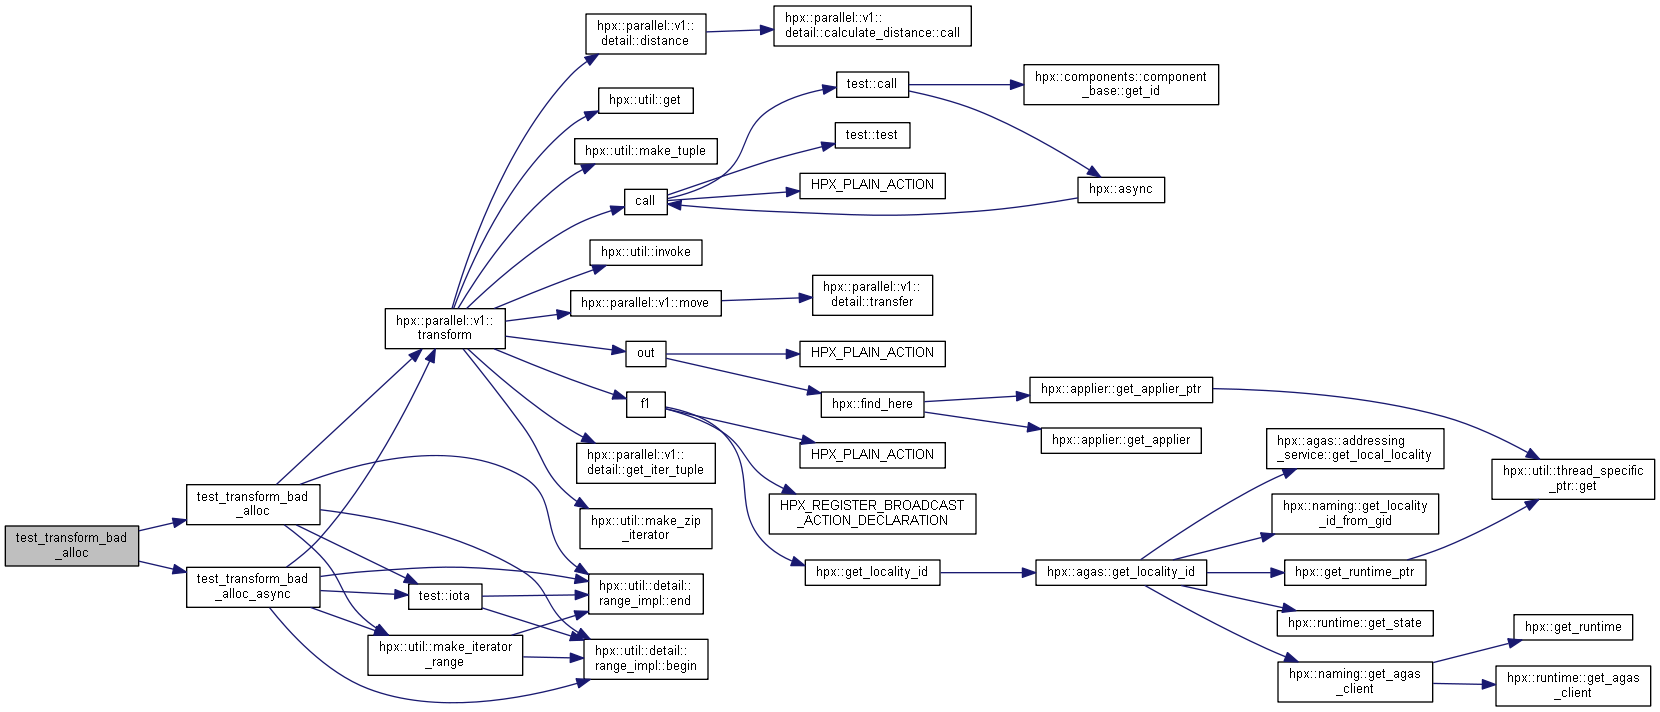 hpx::parallel::v1::
detail::distance
hpx::parallel::v1::
detail::calculate_distance::call
hpx::util::get
test::call
hpx::components::component
_base::get_id
hpx::util::make_tuple
test::test
call
HPX_PLAIN_ACTION
hpx::async
hpx::util::invoke
hpx::parallel::v1::move
hpx::parallel::v1::
detail::transfer
hpx::parallel::v1::
transform
out
HPX_PLAIN_ACTION
f1
hpx::find_here
hpx::applier::get_applier_ptr
hpx::applier::get_applier
hpx::parallel::v1::
detail::get_iter_tuple
HPX_PLAIN_ACTION
hpx::agas::addressing
_service::get_local_locality
hpx::util::thread_specific
_ptr::get
test_transform_bad
_alloc
hpx::util::make_zip
_iterator
HPX_REGISTER_BROADCAST
_ACTION_DECLARATION
hpx::naming::get_locality
_id_from_gid
test_transform_bad
_alloc
test_transform_bad
_alloc_async
test::iota
hpx::util::detail::
range_impl::end
hpx::get_locality_id
hpx::agas::get_locality_id
hpx::get_runtime_ptr
hpx::runtime::get_state
hpx::util::make_iterator
_range
hpx::util::detail::
range_impl::begin
hpx::naming::get_agas
_client
hpx::get_runtime
hpx::runtime::get_agas
_client